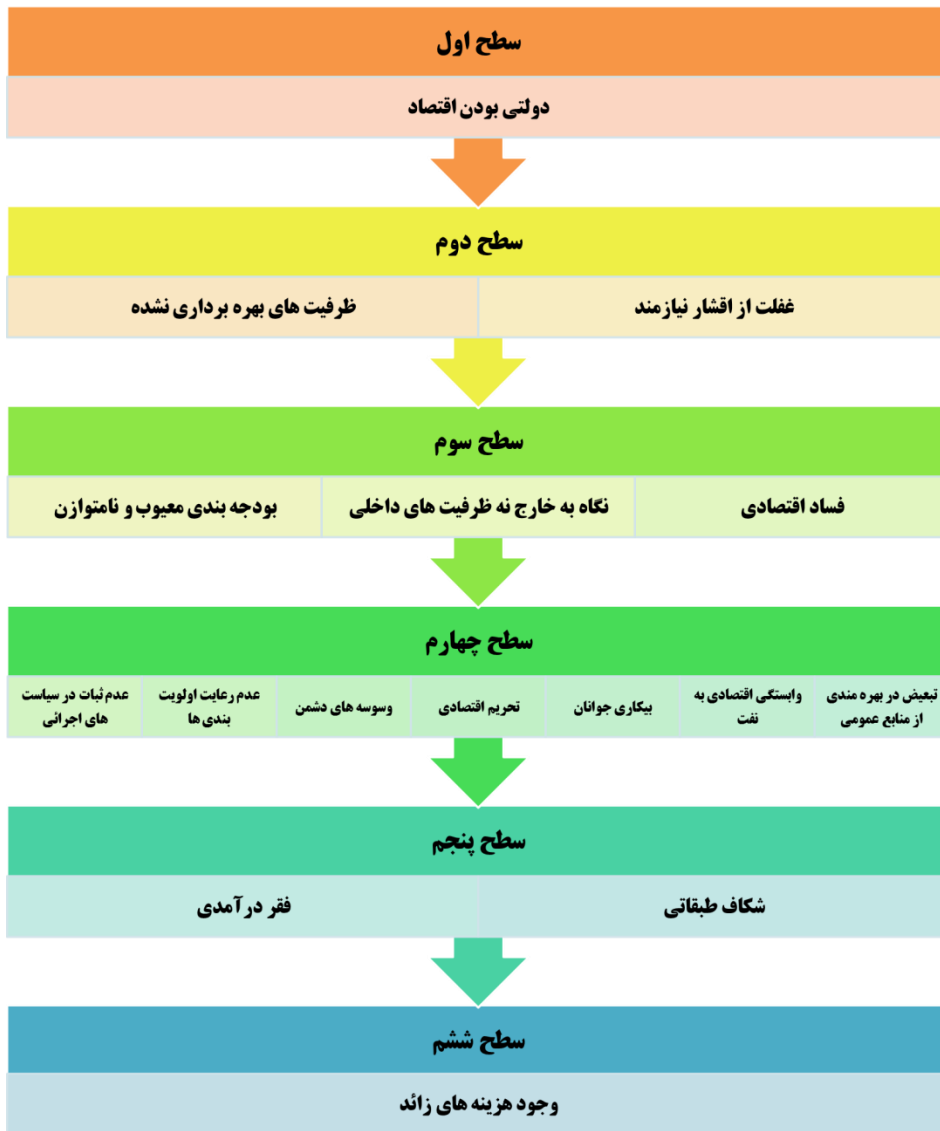 سطح اول
دولتی بودن اقتصاد
سطح دوم
غفلت از اقشار نیازمند
ظرفیت های بهره برداری نشده
سطح سوم
فساد اقتصادی
نگاه به خارج نه ظرفیت های داخلی
بودجه بندی معیوب و نامتوازن
سطح چهارم
تبعیض در بهره مندی
از منابع عمومی
وابستگی اقتصادی به
نفت
بیکاری جوانان
تحریم اقتصادی
وسوسه های دشمن
عدم رعایت اولویت
بندی ها
عدم ثبات در سیاست
های اجرائی
سطح پنجم
شکاف طبقاتی
فقر درآمدی
سطح ششم
وجود هزینه های زائد